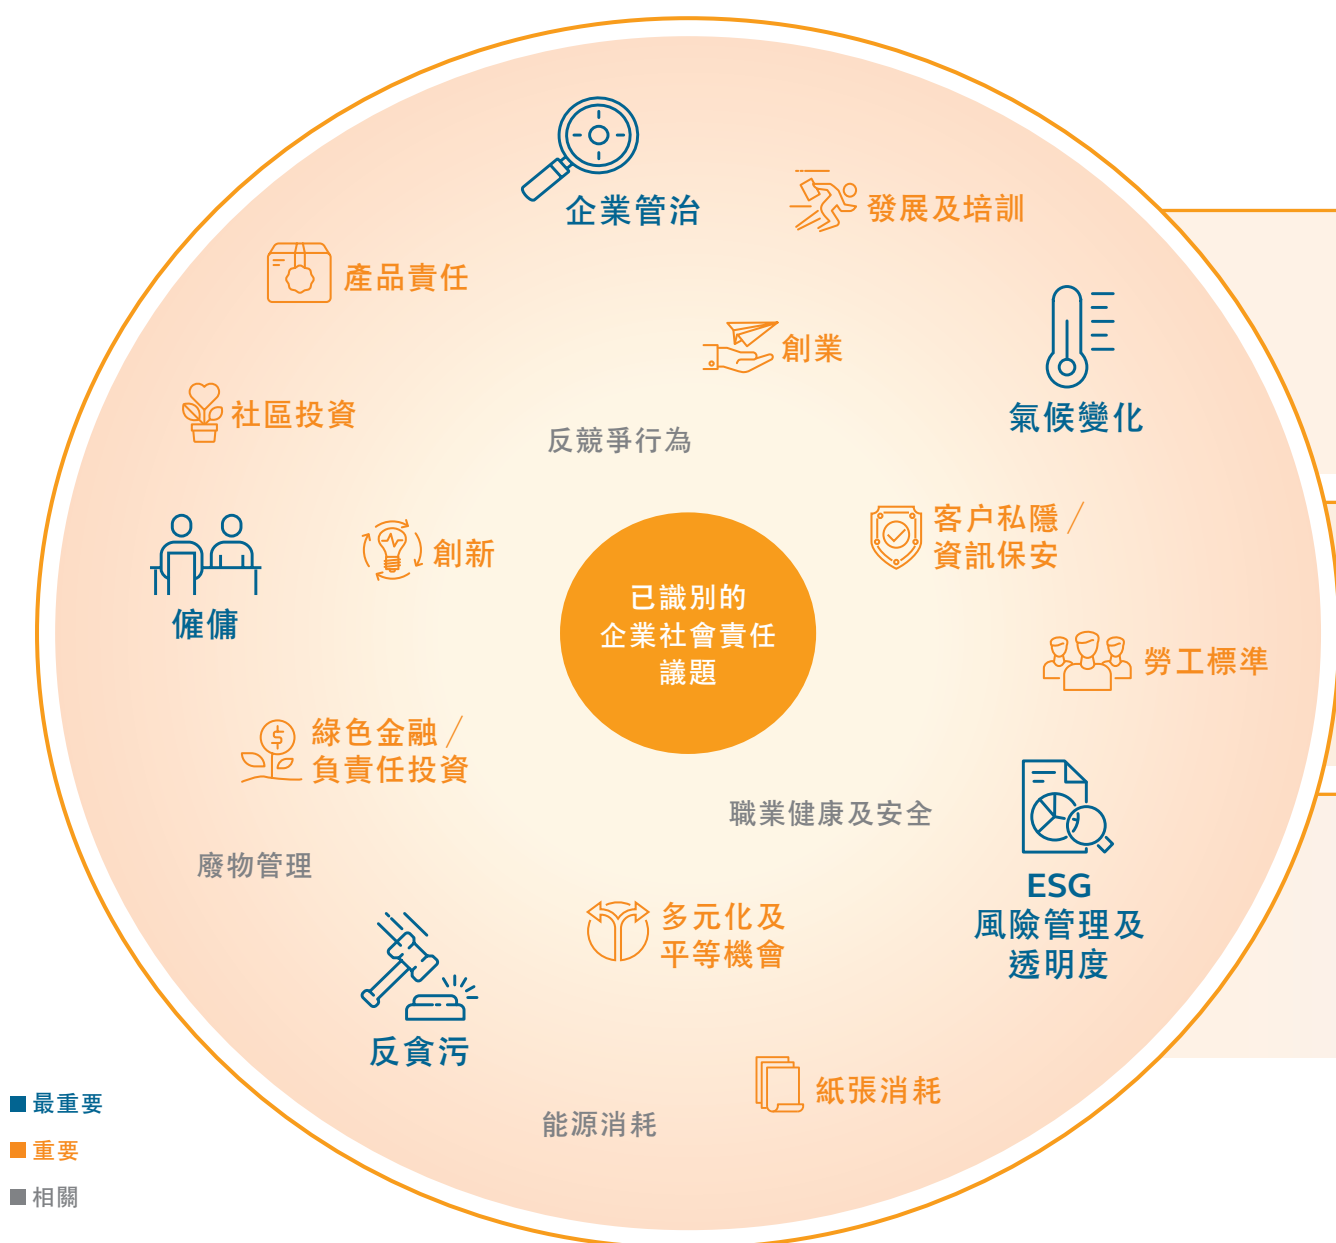 企業管治
發展及培訓
產品責任
創業
氣候變化
社區投資
反競爭行為
客户私隱／
資訊保安
創新
僱傭
已識別的
企業社會責任
議題
勞工標準
綠色金融／
負責任投資
職業健康及安全
廢物管理
ESG
風險管理及
透明度
多元化及
平等機會
反貪污
紙張消耗
能源消耗
最重要
重要
相關